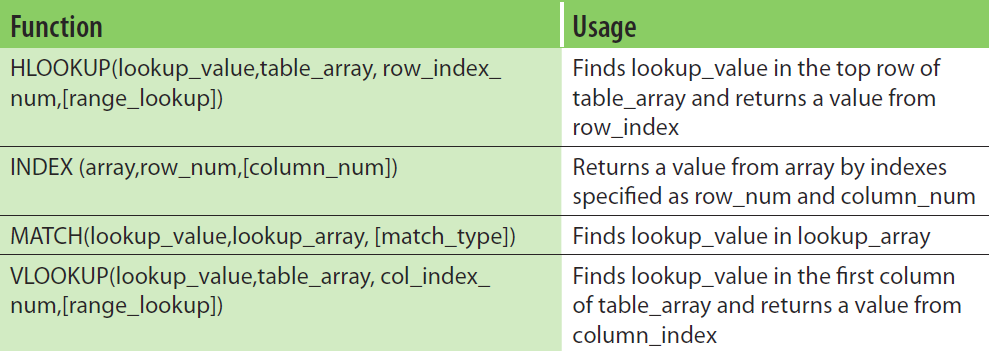 Function
Usage
HLOOKUP(lookup_value,table_array, row_index_
num,[range_lookup])
Finds lookup_value in the top row of
table_array and returns a value from
row_index
INDEX (array,row_num,[column_num])
Returns a value from array by indexes
specified as row_num and column_num
MATCH(lookup_value,lookup_array, [match_type])
Finds lookup_value in lookup_array
VLOOKUP(lookup_value,table_array, col_index_
num,[range_lookup])
Finds lookup_value in the first column
of table_array and returns a value from
column_index